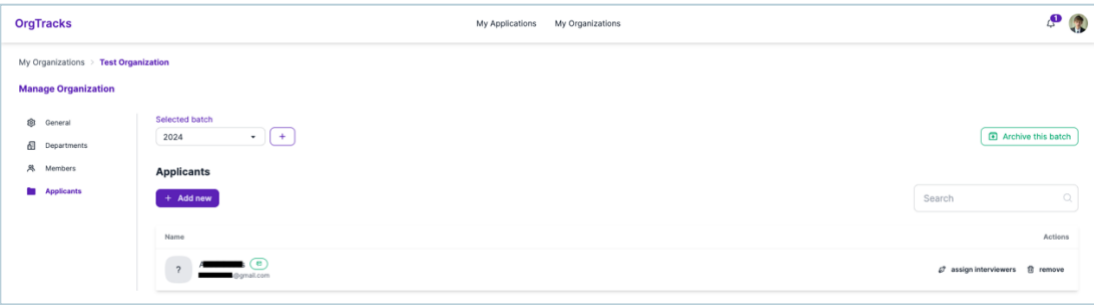 OrgTracks
My Applications
My Organizations
1
My Organizations > Test Organization
Manage Organization
General
Departments
Members
Applicants
Selected batch
2024
+
Archive this batch
Applicants
+ Add new
Search
Name
Actions
?
@gmail.com
assign interviewers
remove